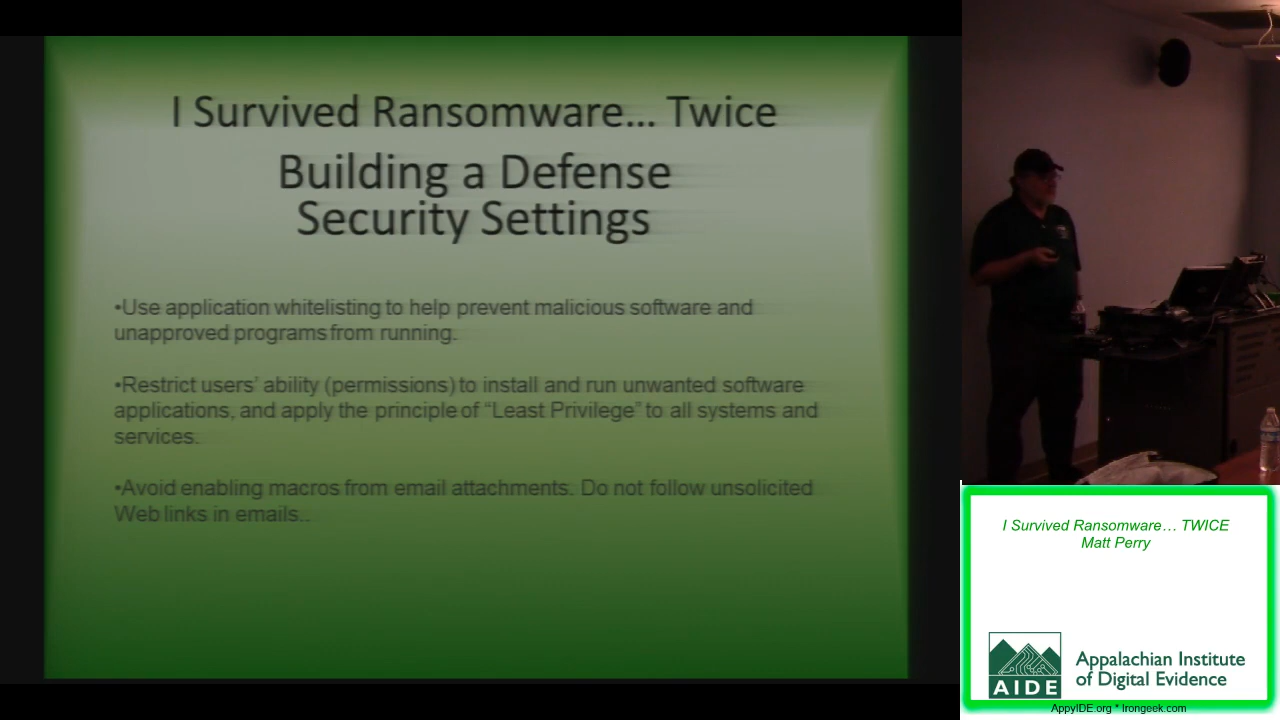 I Survived Ransomware... Twice
Building a Defense
Security Settings
•Use application whitelisting to help prevent malicious software and
unapproved programs from running.
•Restrict users' ability (permissions) to install and run unwanted software
applications, and apply the principle of “Least Privilege” to all systems and
services.
•Avoid enabling macros from email attachments. Do not follow unsolicited
Web links in emails..
I Survived Ransomware… TWICE
Matt Perry
AIDE
Appalachian Institute
of Digital Evidence
AppyIDE.org * Irongeek.com